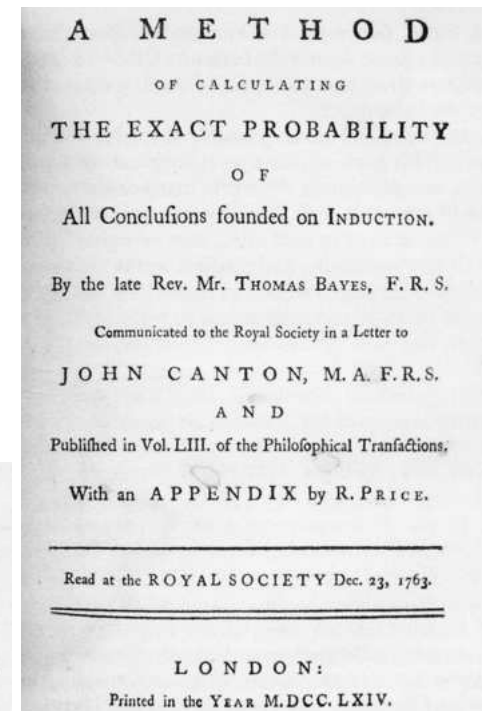 A METHOD
OF CALCULATING
THE EXACT PROBABILITY
OF
All Concluſions founded on INDUCTION.
By the late Rev. Mr. THOMAS BAYES, F. R. S.
Communicated to the Royal Society in a Letter to
JOHN CANTON, M. A. F. R. S.
AND
Publiſhed in Vol. LIII. of the Philoſophical Tranſactions.
With an APPENDIX by R. PRICE.
Read at the ROYAL SOCIETY Dec. 23, 1763.
LONDON:
Printed in the YEAR M.DCC. LXIV.